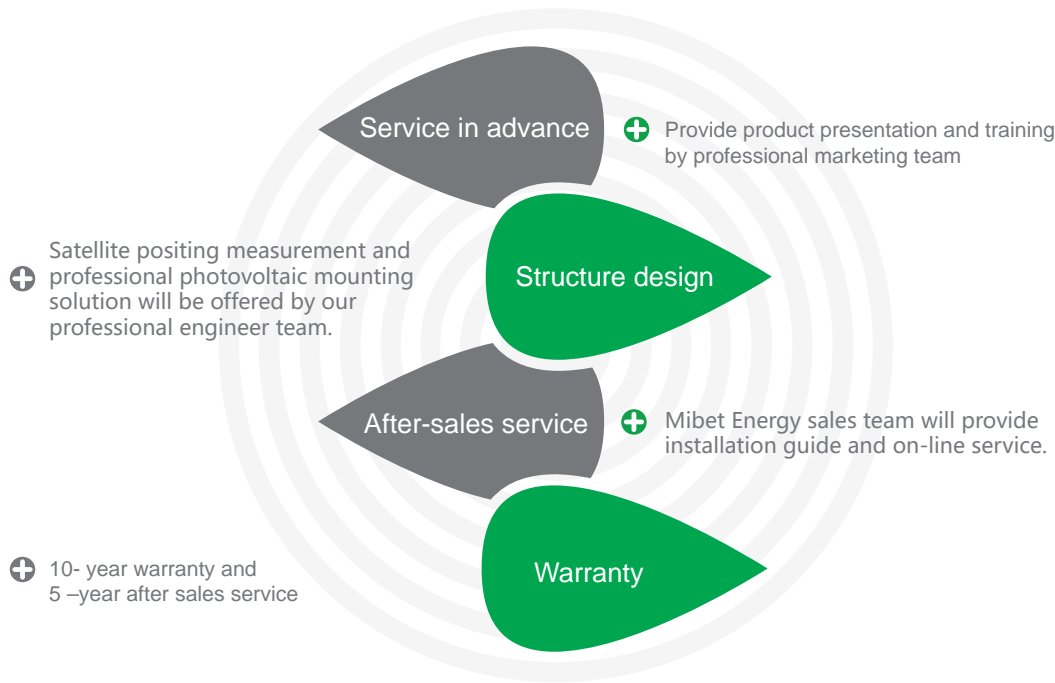 Service in advance
Provide product presentation and training
by professional marketing team
Structure design
Satellite positing measurement and
professional photovoltaic mounting
solution will be offered by our
professional engineer team.
After-sales service
Mibet Energy sales team will provide
installation guide and on-line service.
Warranty
10- year warranty and
5 –year after sales service